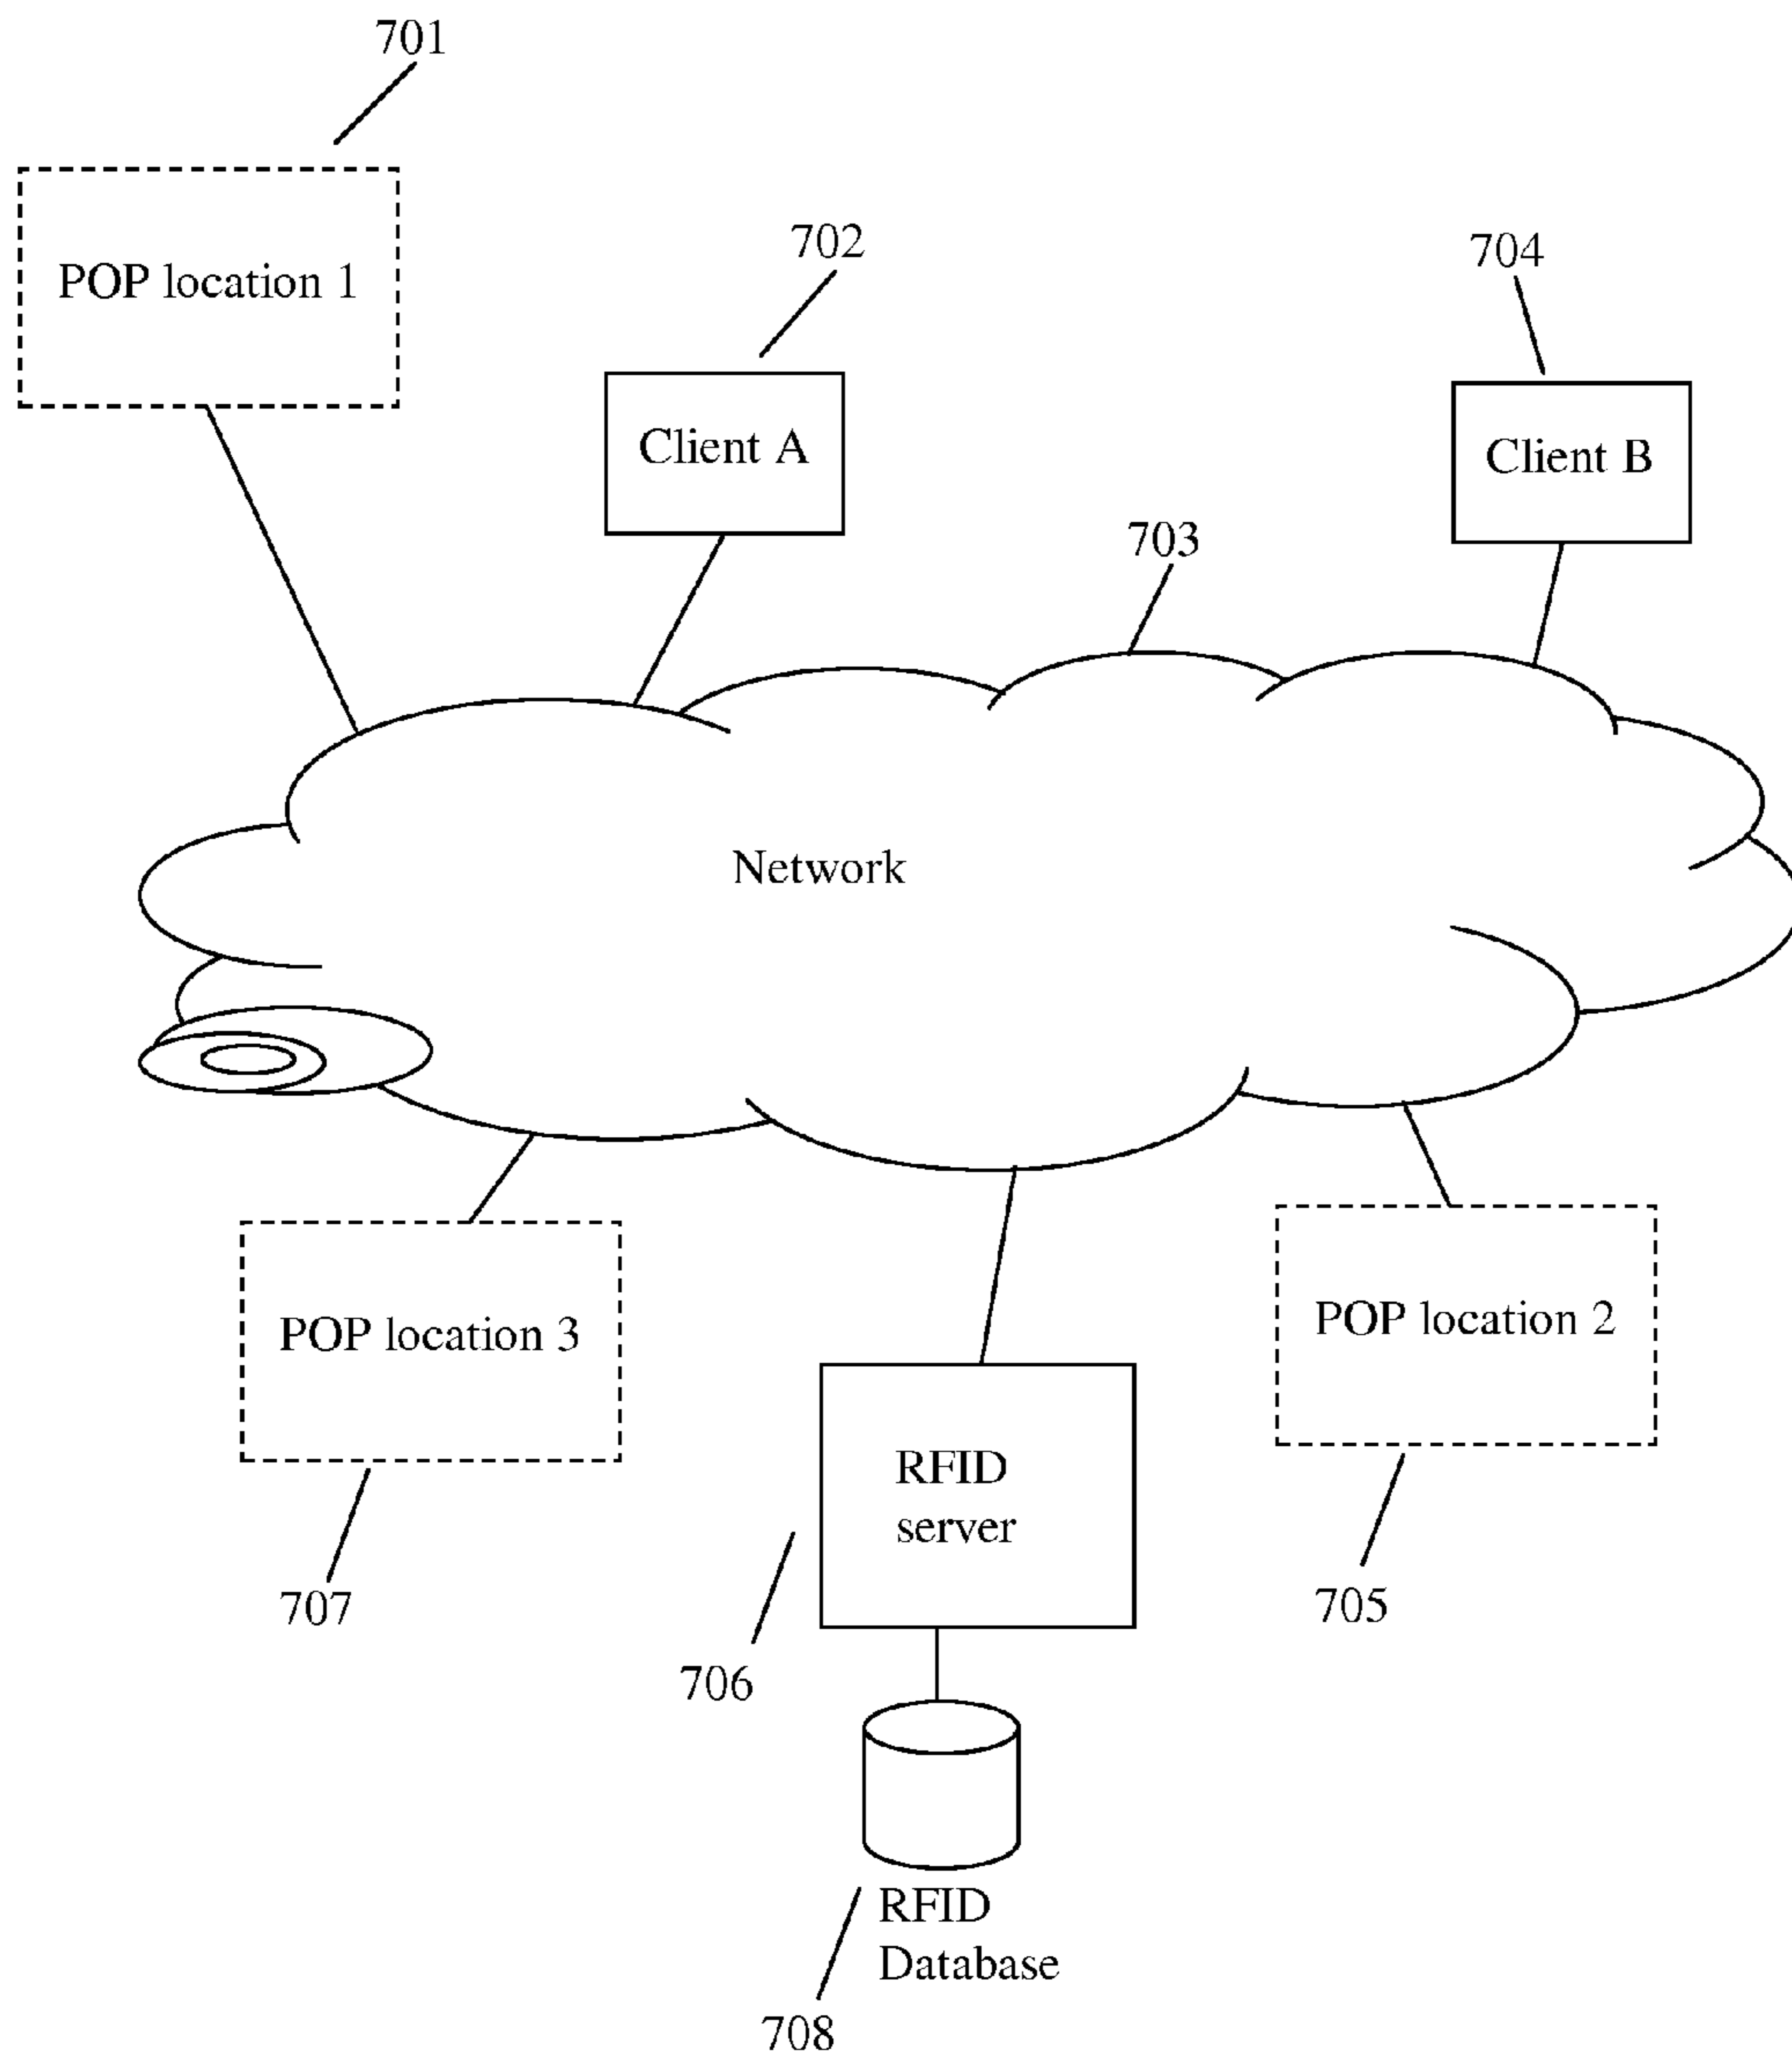 701
POP location 1
702
704
Client A
Client B
703
Network
POP location 3
POP location 2
RFID
server
707
705
706
RFID
Database
708